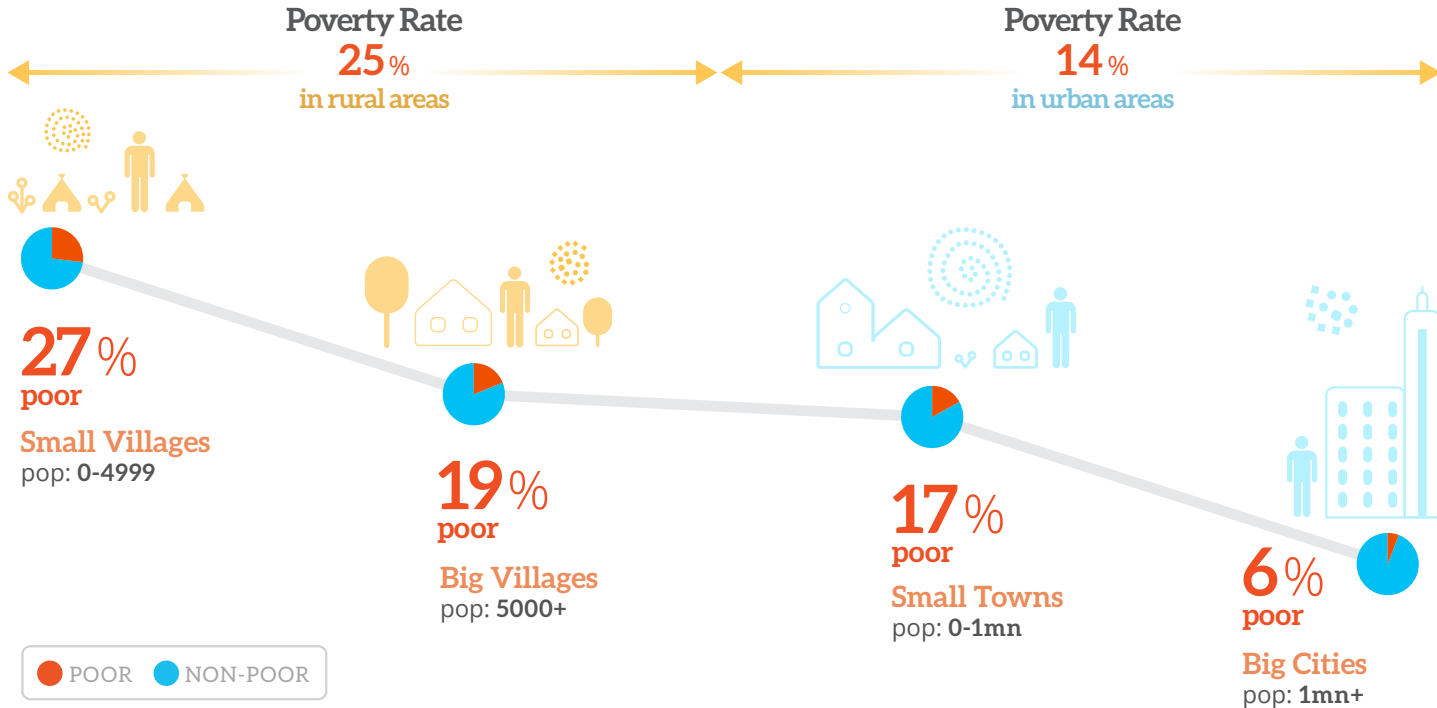 Poverty Rate
25 %
in rural areas
Poverty Rate
14 %
in urban areas
27 %
poor
Small Villages
pop: 0-4999
19 %
poor
Big Villages
pop: 5000+
17 %
poor
Small Towns
pop: 0-1mn
6 %
poor
Big Cities
pop: 1mn+
POOR NON-POOR